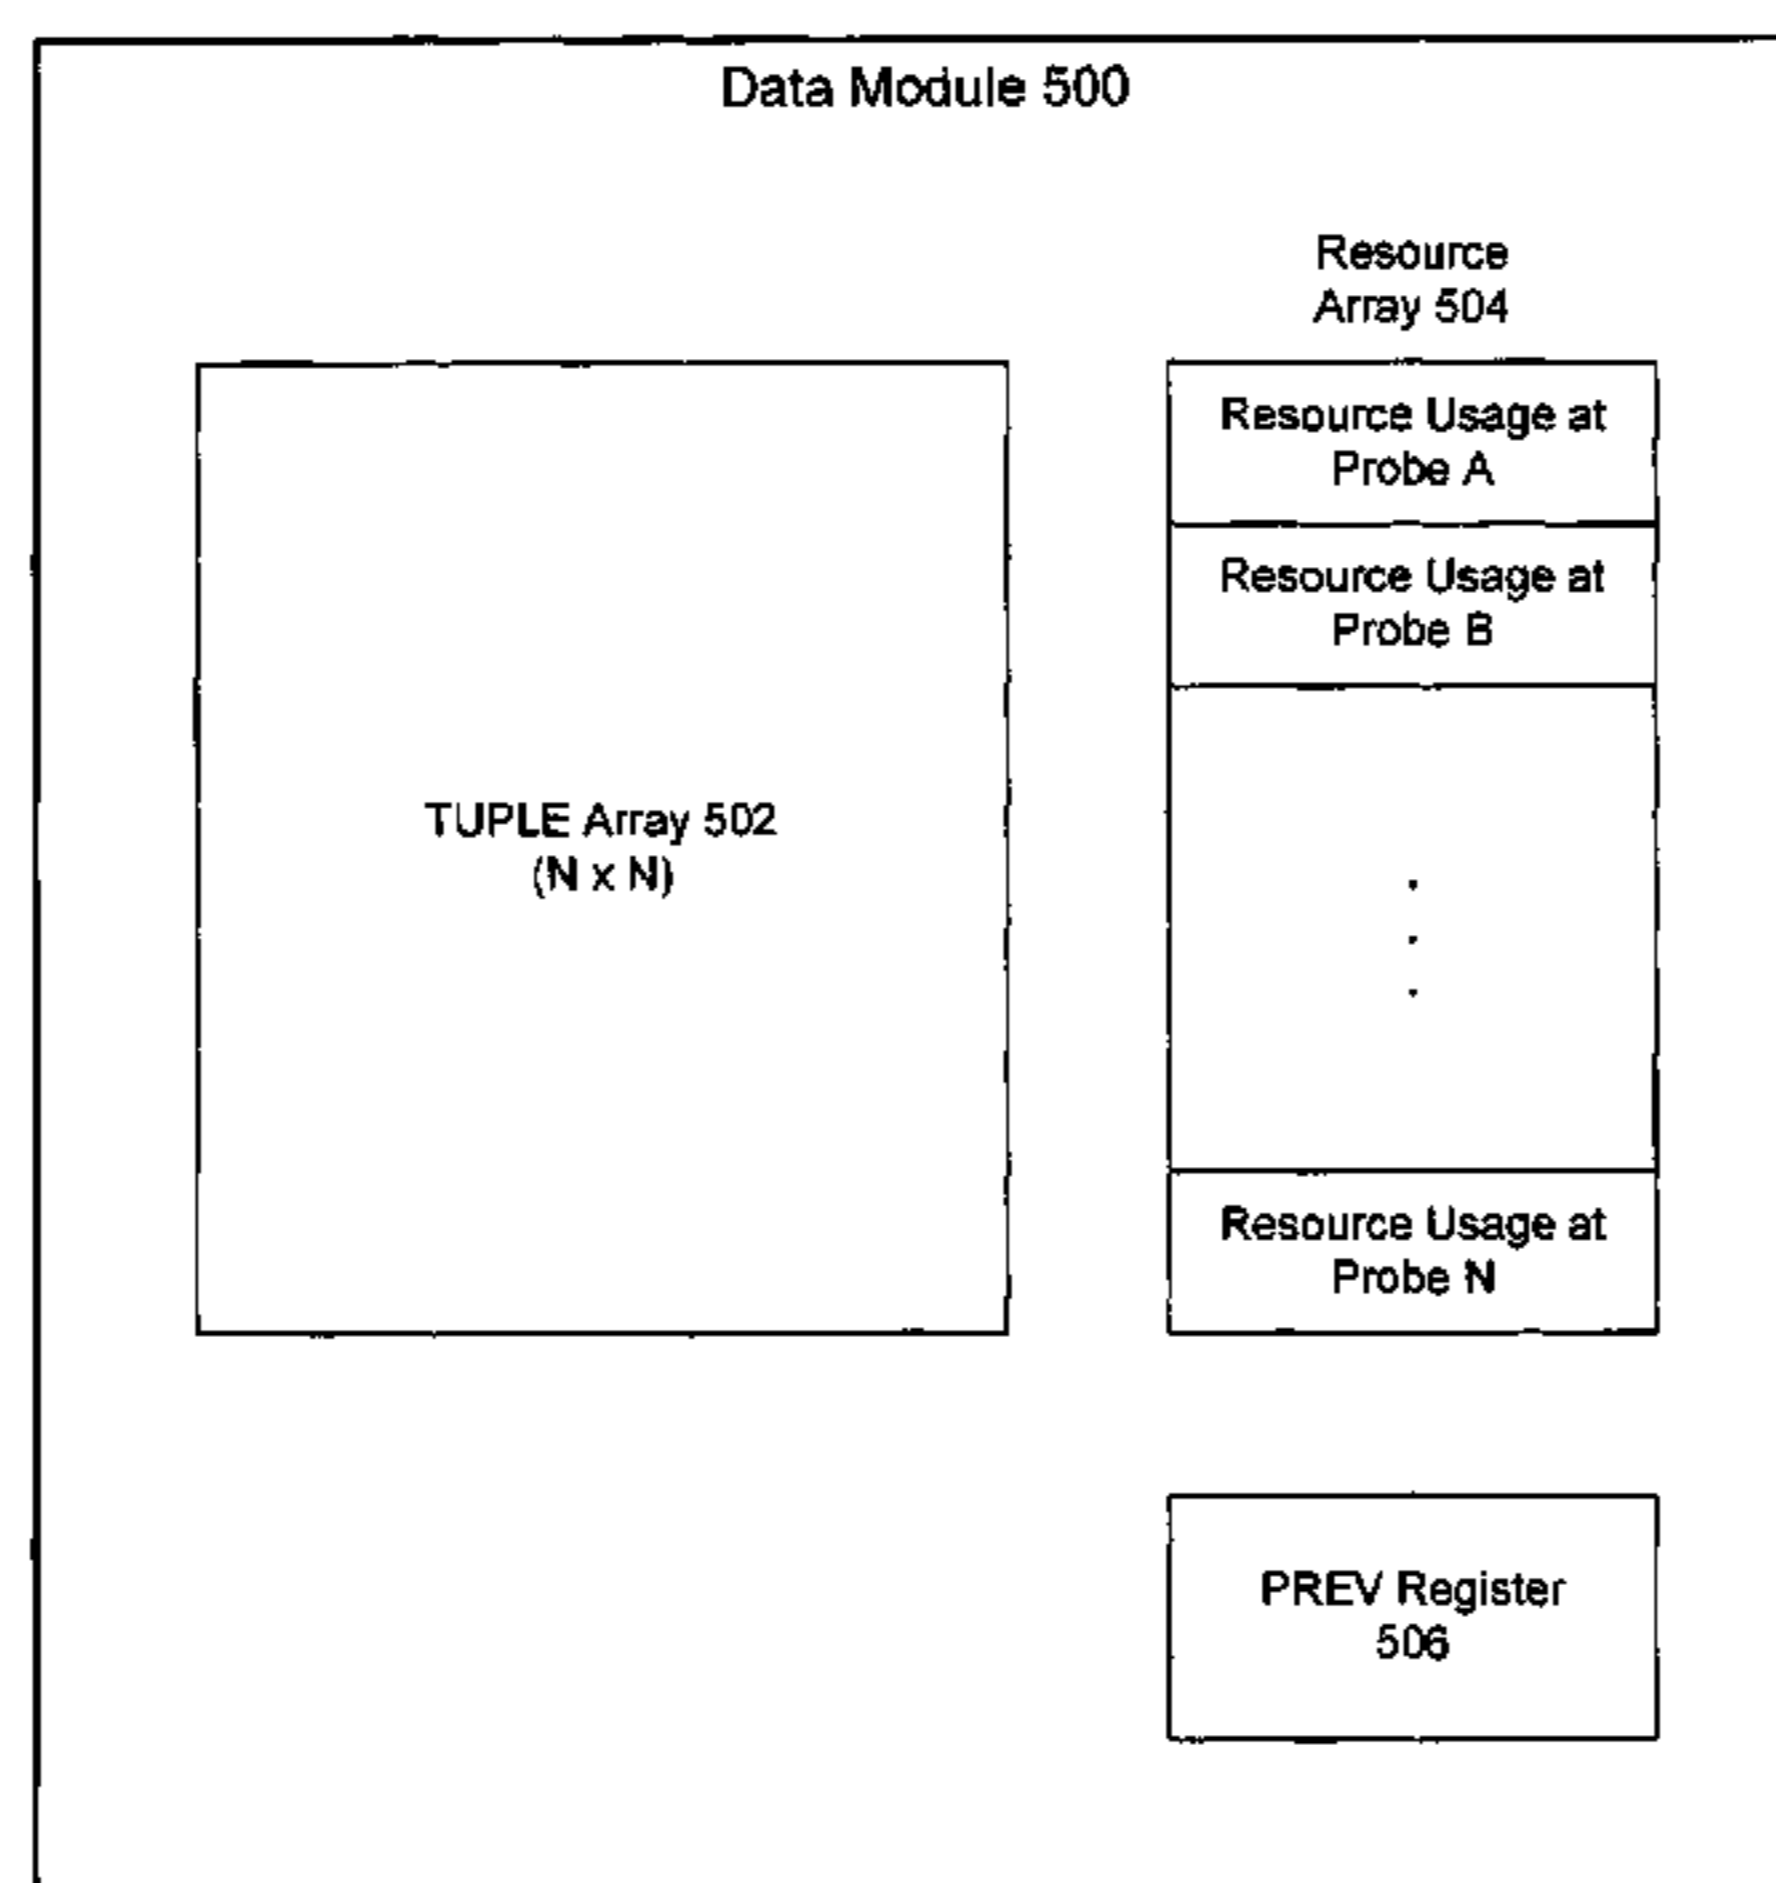 Data Module 500
Resource
Array 504
Resource Usage at
Probe A
Resource Usage at
Probe B
TUPLE Array 502
(N x N)
.
.
.
Resource Usage at
Probe N
PREV Register
506